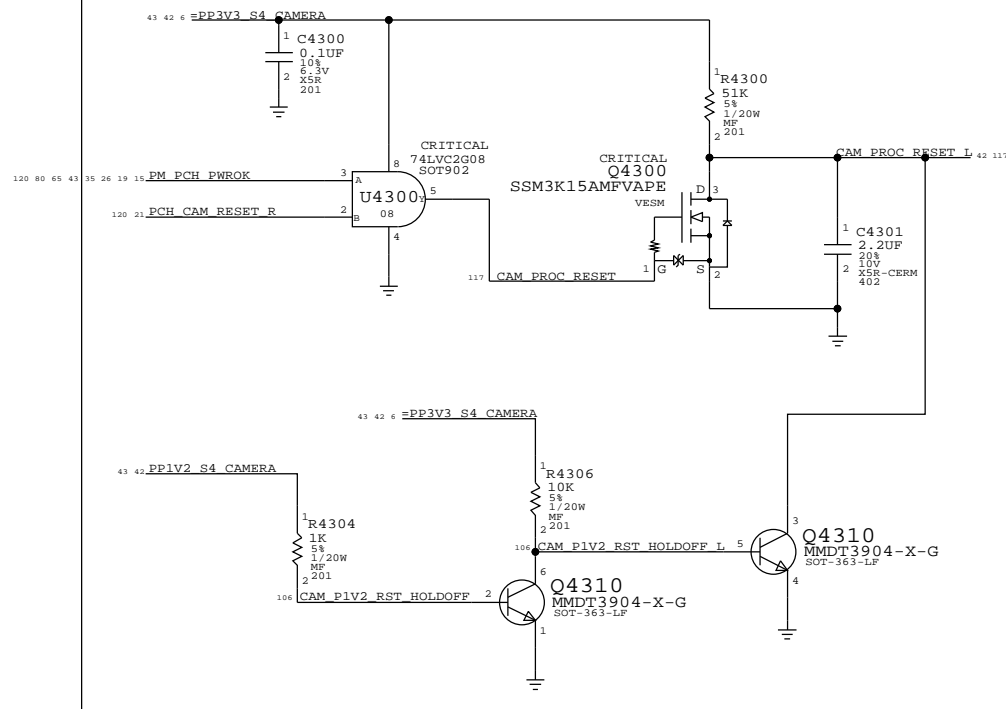 43 42 6 =PP3V3_S4_CAMERA
1
C4300
0.1UF
10%
6.3V
X5R
201
2
1
R4300
51K
5%
1/20W
MF
201
2
CRITICAL
74LVC2G08
SOT902
8
120 80 65 43 35 26 19 15 PM_PCH_PWROK
3
A
U4300
Y
5
08
120 21 PCH_CAM_RESET_R
2
B
4
CAM_PROC_RESET_L 42 117
CRITICAL
Q4300
SSM3K15AMFVAPE
VESM
D
3
1
G
S
2
117 CAM_PROC_RESET
1
C4301
2.2UF
20%
10V
X5R-CERM
402
2
43 42 6 =PP3V3_S4_CAMERA
43 42 PP1V2_S4_CAMERA
1
R4306
10K
5%
1/20W
MF
201
2
1
R4304
1K
5%
1/20W
MF
201
2
106 CAM_P1V2_RST_HOLDOFF_L
5
3
Q4310
MMDT3904-X-G
SOT-363-LF
4
106 CAM_P1V2_RST_HOLDOFF
2
6
Q4310
MMDT3904-X-G
SOT-363-LF
1